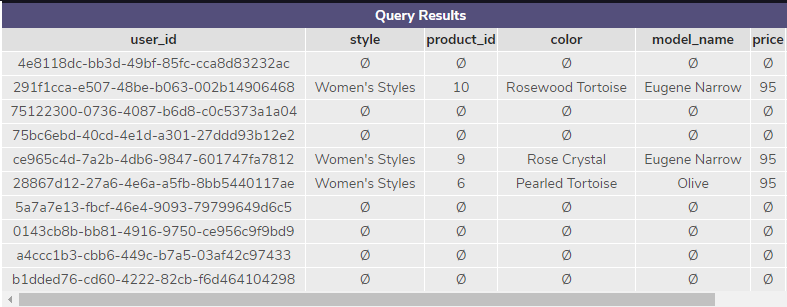 Query Results
user_id style product_id color model_name price
4e8118dc-bb3d-49bf-85fc-cca8d83232ac Ø Ø Ø Ø Ø
291f1cca-e507-48be-b063-002b14906468 Women's Styles 10 Rosewood Tortoise Eugene Narrow 95
75122300-0736-4087-b6d8-c0c5373a1a04 Ø Ø Ø Ø Ø
75bc6ebd-40cd-4e1d-a301-27ddd93b12e2 Ø Ø Ø Ø Ø
ce965c4d-7a2b-4db6-9847-601747fa7812 Women's Styles 9 Rose Crystal Eugene Narrow 95
28867d12-27a6-4e6a-a5fb-8bb5440117ae Women's Styles 6 Pearled Tortoise Olive 95
5a7a7e13-fbcf-46e4-9093-79799649d6c5 Ø Ø Ø Ø Ø
0143cb8b-bb81-4916-9750-ce956c9f9bd9 Ø Ø Ø Ø Ø
a4ccc1b3-cbb6-449c-b7a5-03af42c97433 Ø Ø Ø Ø Ø
b1dded76-cd60-4222-82cb-f6d464104298 Ø Ø Ø Ø Ø